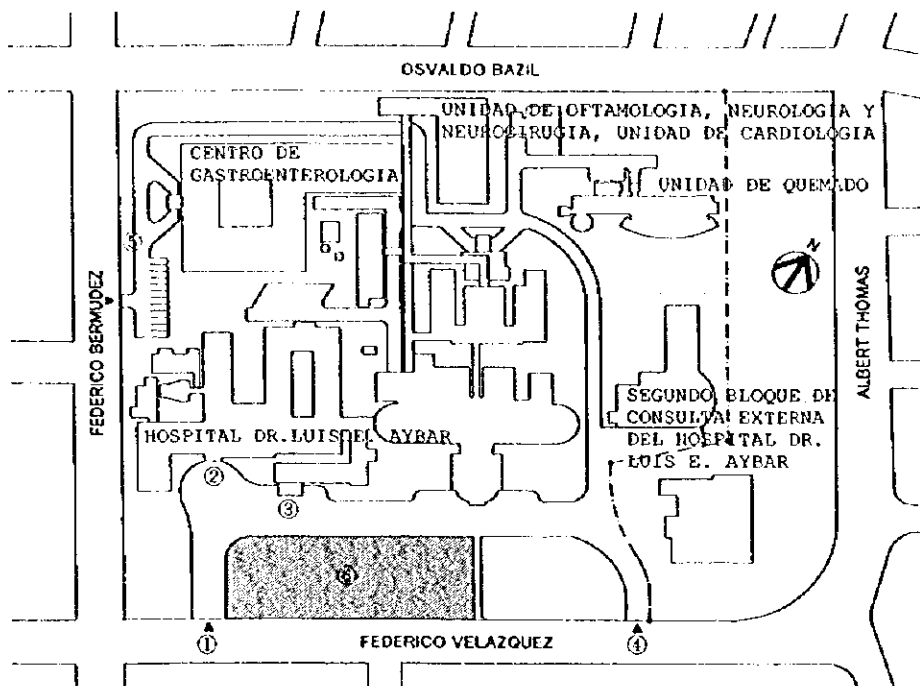 OSVALDO BAZIL
UNIDAD DE OFTAMOLOGIA, NEUROLOGIA Y
NEUROCIRUGIA, UNIDAD DE CARDIOLOGIA
CENTRO DE
GASTROENTEROLOGIA
UNIDAD DE QUEMADO
N
⑤
FEDERICO BERMUDEZ
ALBERT THOMAS
SEGUNDO BLOQUE DE
CONSULTA EXTERNA
DEL HOSPITAL DR.
LUIS E. AYBAR
HOSPITAL DR. LUIS E. AYBAR
②
③
①
FEDERICO VELAZQUEZ
④